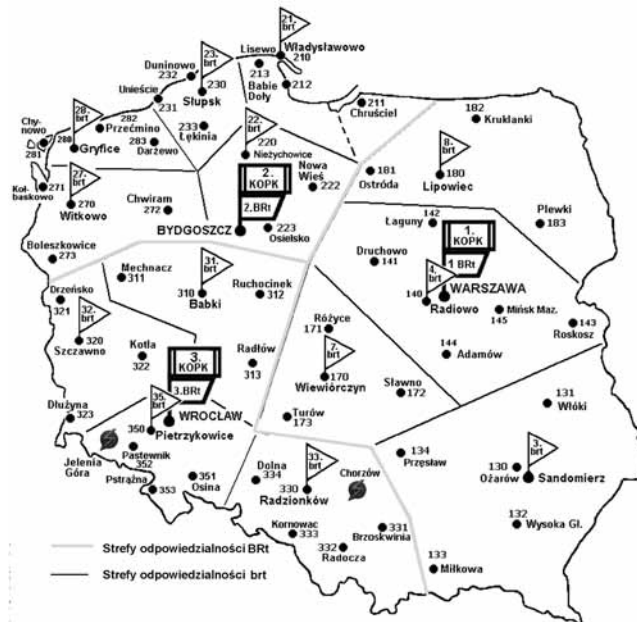 21.
brt
Władysławowo
210
Lisewo
213
Babie
Doły
212
23.
brt
Duninowo
232
230
Słupsk
Unieście
231
28.
brt
282
Przećmino
280
Gryfice
Chy-
nowo
281
233
Łękinia
283
Darżewo
22.
brt
220
Nieżychowice
211
Chruściel
182
Kruklanki
8.
brt
180
Lipowiec
181
Ostróda
Nowa
Wieś
222
2.
KOPK
2.BRt
BYDGOSZCZ
223
Osielsko
Koł-
baskowo
271
27.
brt
270
Witkowo
Chwiram
272
Boleszkowice
273
Plewki
183
Łaguny
142
1.
KOPK
1 BRt
WARSZAWA
Druchowo
141
4.
brt
140
Radiowo
Mińsk Maz.
145
143
Roskosz
144
Adamów
Mechnacz
311
31.
brt
310
Babki
Ruchocinek
312
Drzeńsko
321
32.
brt
320
Szczawno
Kotla
322
3.
KOPK
3.BRt
WROCŁAW
Radłów
313
Różyce
171
7.
brt
170
Wiewiórczyn
Sławno
172
Turów
173
131
Włóki
Dłużyna
323
35.
brt
350
Pietrzykowice
Jelenia
Góra
Pastewnik
352
Pstrążna
353
351
Osina
Dolna
334
33.
brt
330
Radzionków
Chorzów
134
Przęsław
3.
brt
130
Ożarów
Sandomierz
132
Wysoka Gł.
Kornowac
333
331
Brzoskwinia
332
Radocza
133
Miłkowa
Strefy odpowiedzialności BRt
Strefy odpowiedzialności brt